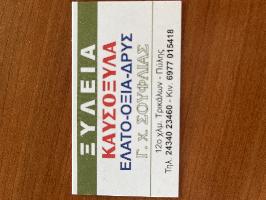 ΞΥΛΕΙΑ
ΚΑΥΣΟΞΥΛΑ
ΕΛΑΤΟ-ΟΞΙΑ-ΔΡΥΣ
Γ. Χ. ΣΟΥΦΛΙΑΣ
12ο χλμ. Τρικάλων - Πύλης
Τηλ. 24340 23460 - Κιν. 6977 015418